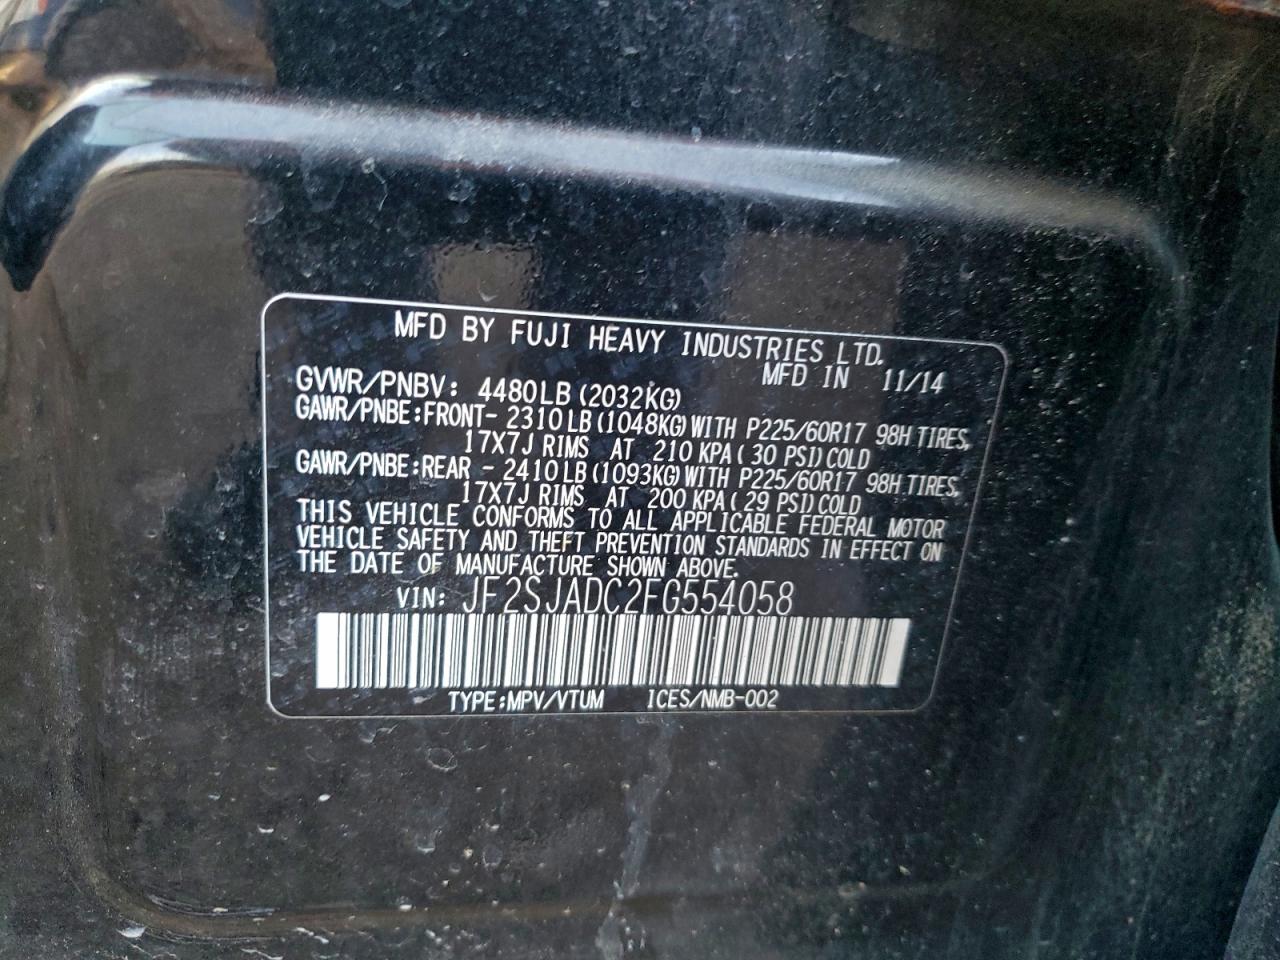 MFD BY FUJI HEAVY INDUSTRIES LTD.
MFD IN 11/14
GVWR/PNBV: 4480LB (2032KG)
GAWR/PNBE:FRONT- 2310LB (1048KG)WITH P225/60R17 98H TIRES,
17X7J RIMS AT 210 KPA( 30 PSI)COLD
GAWR/PNBE:REAR - 2410LB (1093KG)WITH P225/60R17 98H TIRES,
17X7J RIMS AT 200 KPA( 29 PSI)COLD
THIS VEHICLE CONFORMS TO ALL APPLICABLE FEDERAL MOTOR
VEHICLE SAFETY AND THEFT PREVENTION STANDARDS IN EFFECT ON
THE DATE OF MANUFACTURE SHOWN ABOVE.
VIN: JF2SJADC2FG554058
TYPE:MPV/VTUM ICES/NMB-002